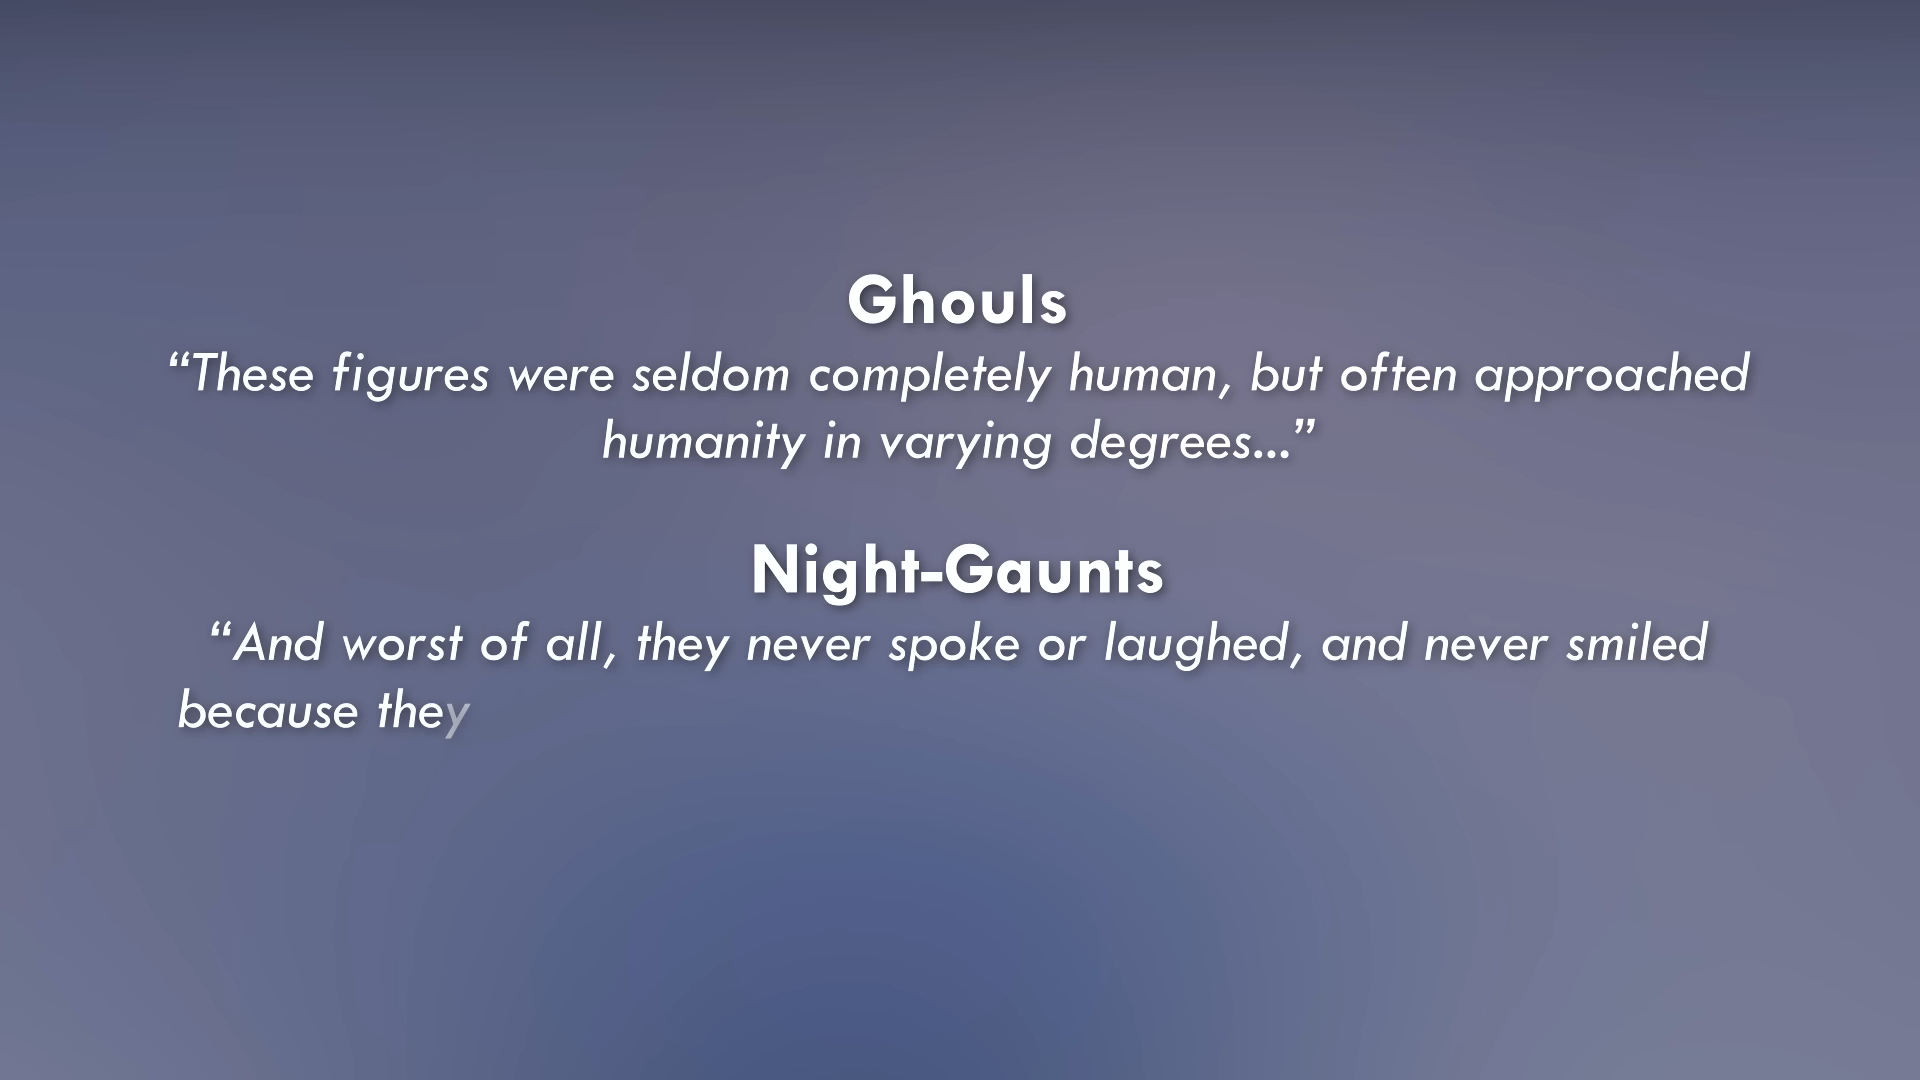 Ghouls
“These figures were seldom completely human, but often approached
humanity in varying degrees...”
Night-Gaunts
“And worst of all, they never spoke or laughed, and never smiled
because they